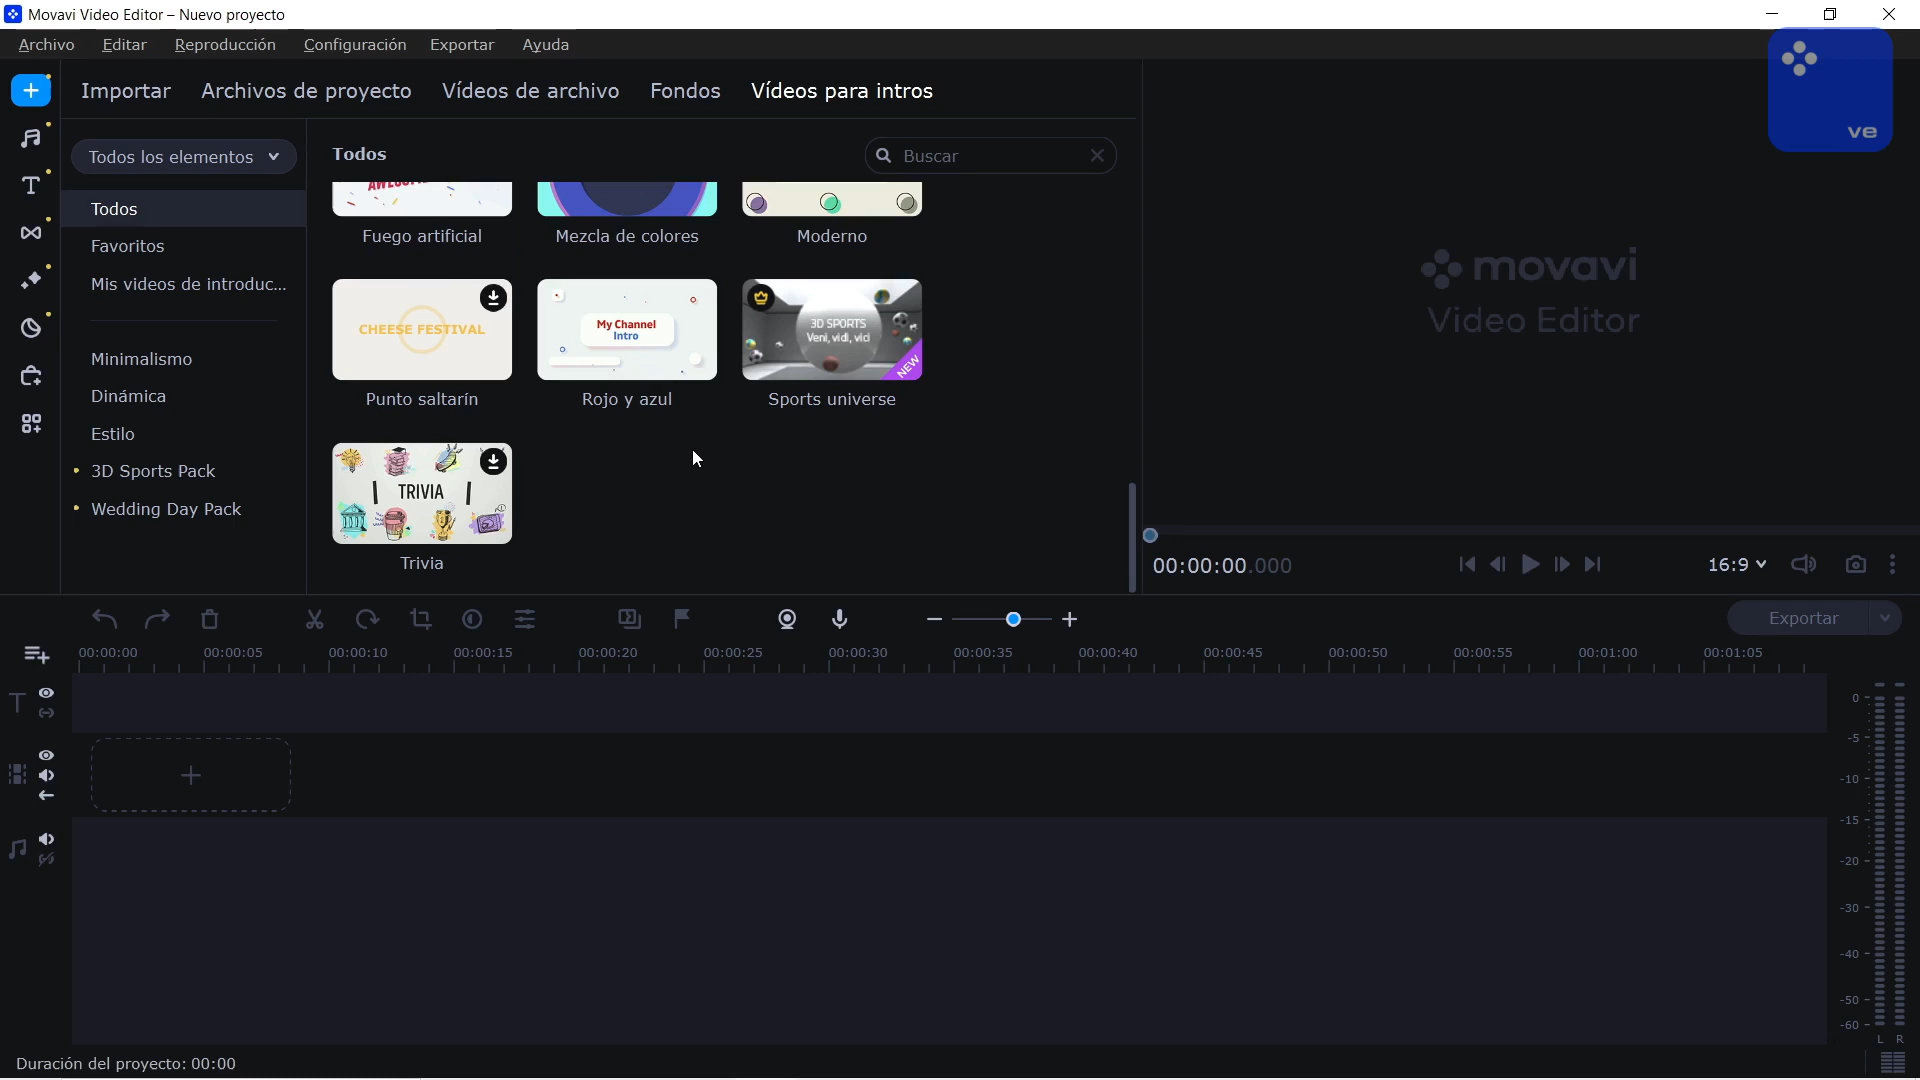 Movavi Video Editor – Nuevo proyecto
Archivo Editar Reproducción Configuración Exportar Ayuda
ve
Importar Archivos de proyecto Vídeos de archivo Fondos Vídeos para intros
Todos los elementos
Todos
Favoritos
Mis videos de introduc...
Minimalismo
Dinámica
Estilo
3D Sports Pack
Wedding Day Pack
Todos
Buscar
Fuego artificial
Mezcla de colores
Moderno
CHEESE FESTIVAL
Punto saltarín
My Channel
Intro
Rojo y azul
3D SPORTS
Veni, vidi, vici
NEW
Sports universe
TRIVIA
Trivia
movavi
Video Editor
00:00:00.000
16:9
Exportar
00:00:00 00:00:05 00:00:10 00:00:15 00:00:20 00:00:25 00:00:30 00:00:35 00:00:40 00:00:45 00:00:50 00:00:55 00:01:00 00:01:05
0
-5
-10
-15
-20
-30
-40
-50
-60
L R
Duración del proyecto: 00:00